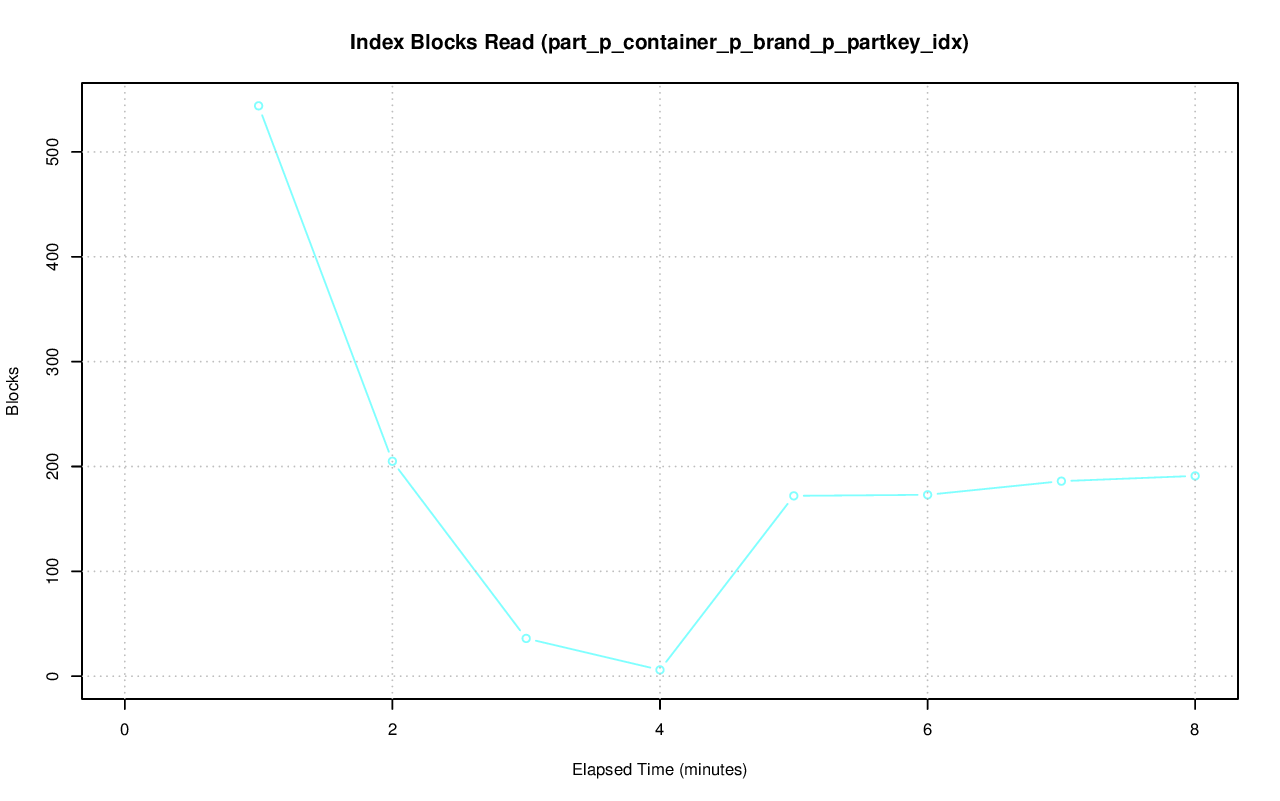 Index Blocks Read (part_p_container_p_brand_p_partkey_idx)
Blocks
500
400
300
200
100
0
0 2 4 6 8
Elapsed Time (minutes)